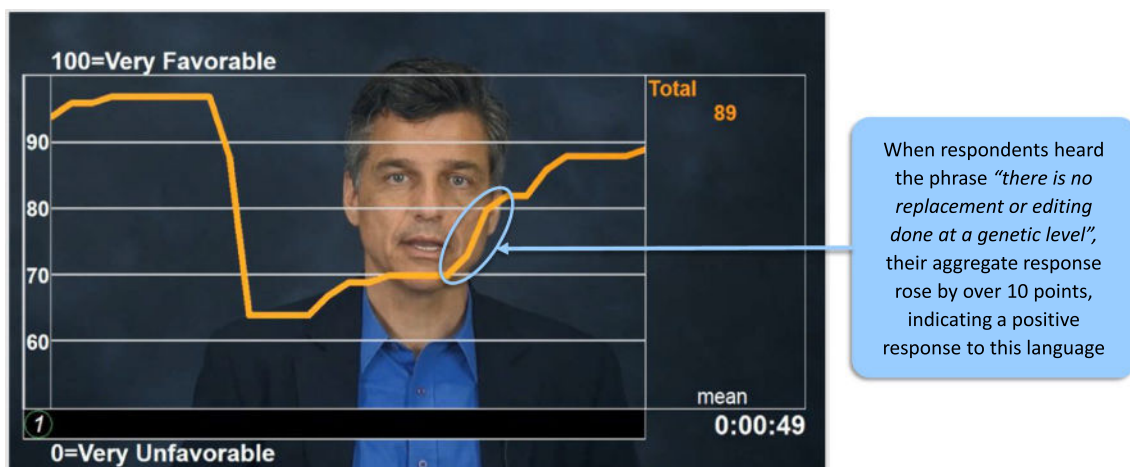 100=Very Favorable
Total
89
90
80
70
60
mean
1
0:00:49
0=Very Unfavorable
When respondents heard
the phrase “there is no
replacement or editing
done at a genetic level”,
their aggregate response
rose by over 10 points,
indicating a positive
response to this language